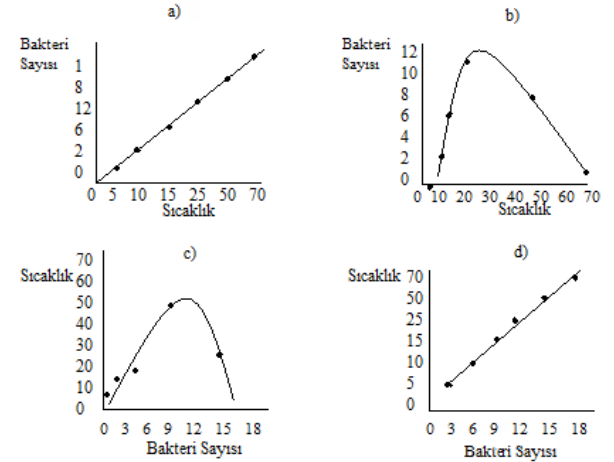 a)
Bakteri
Sayısı
1
8
12
6
2
0
0 5 10 15 25 50 70
Sıcaklık
b)
Bakteri
Sayısı
12
10
8
6
4
2
0
0 10 20 30 40 50 60 70
Sıcaklık
c)
Sıcaklık
70
60
50
40
30
20
10
0
0 3 6 9 12 15 18
Bakteri Sayısı
d)
Sıcaklık
70
50
25
15
10
5
0
0 3 6 9 12 15 18
Bakteri Sayısı